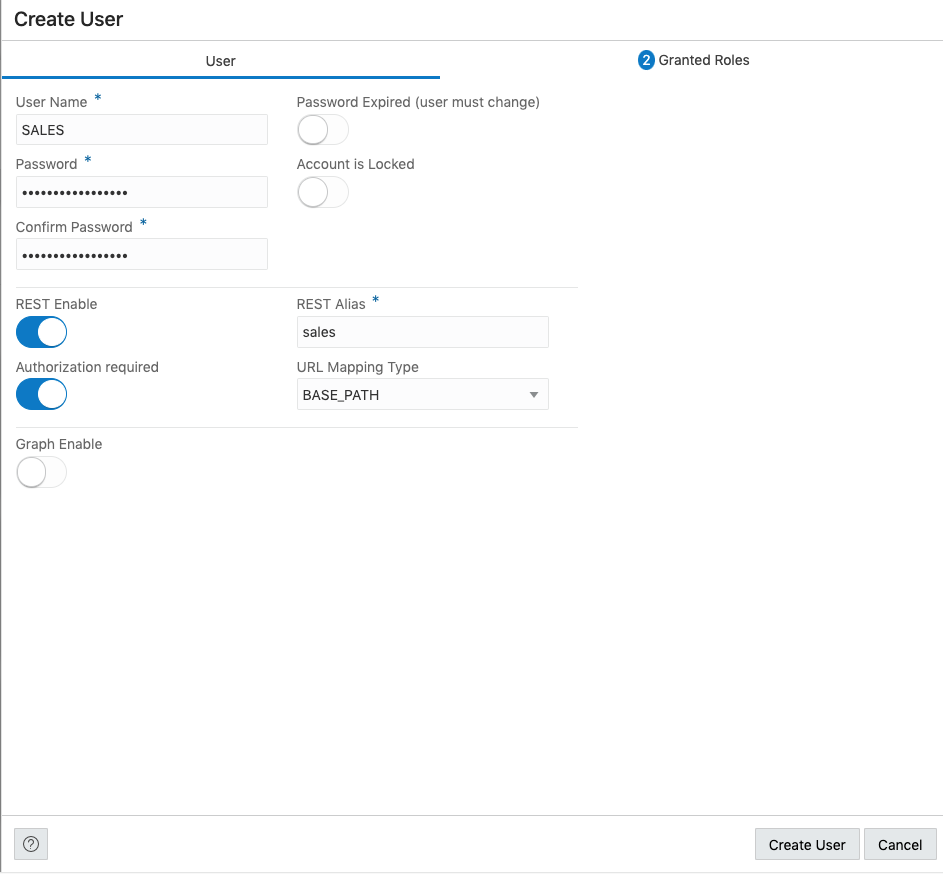 Create User
User
2 Granted Roles
User Name *
Password Expired (user must change)
SALES
Password *
Account is Locked
•••••••••••••••••
Confirm Password *
•••••••••••••••••
REST Enable
REST Alias *
sales
Authorization required
URL Mapping Type
BASE_PATH
Graph Enable
?
Create User
Cancel